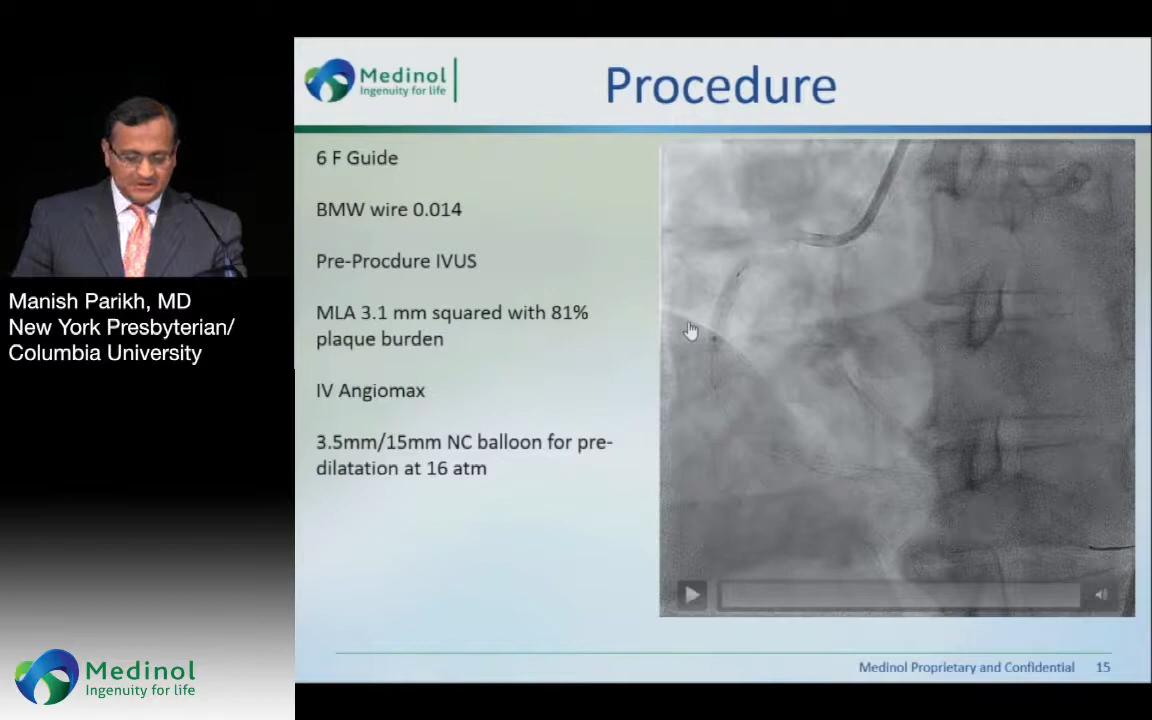 Medinol
Ingenuity for life
Procedure
6 F Guide
BMW wire 0.014
Pre-Procdure IVUS
MLA 3.1 mm squared with 81%
plaque burden
IV Angiomax
3.5mm/15mm NC balloon for pre-
dilatation at 16 atm
Manish Parikh, MD
New York Presbyterian/
Columbia University
Medinol
Ingenuity for life
Medinol Proprietary and Confidential 15